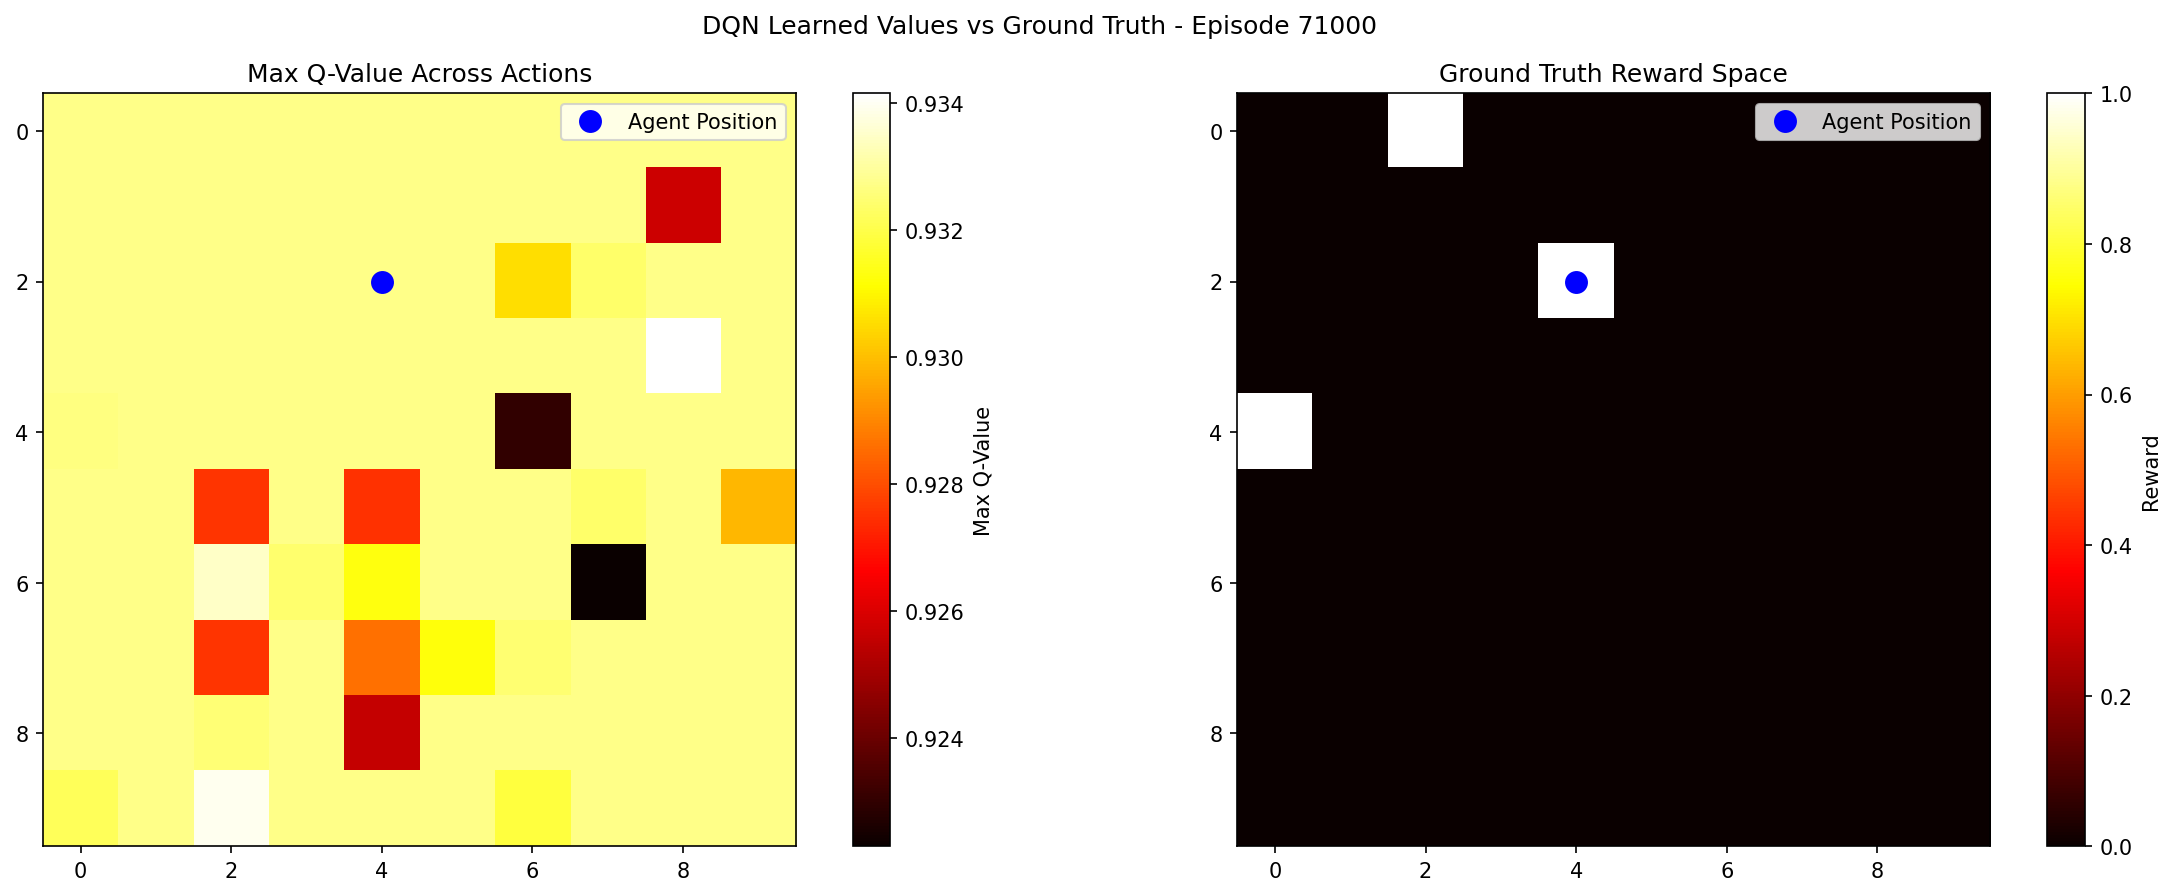 DQN Learned Values vs Ground Truth - Episode 71000
Max Q-Value Across Actions
Agent Position
0
2
4
6
8
0 2 4 6 8
0.934
0.932
0.930
0.928
0.926
0.924
Max Q-Value
Ground Truth Reward Space
Agent Position
0
2
4
6
8
0 2 4 6 8
1.0
0.8
0.6
0.4
0.2
0.0
Reward